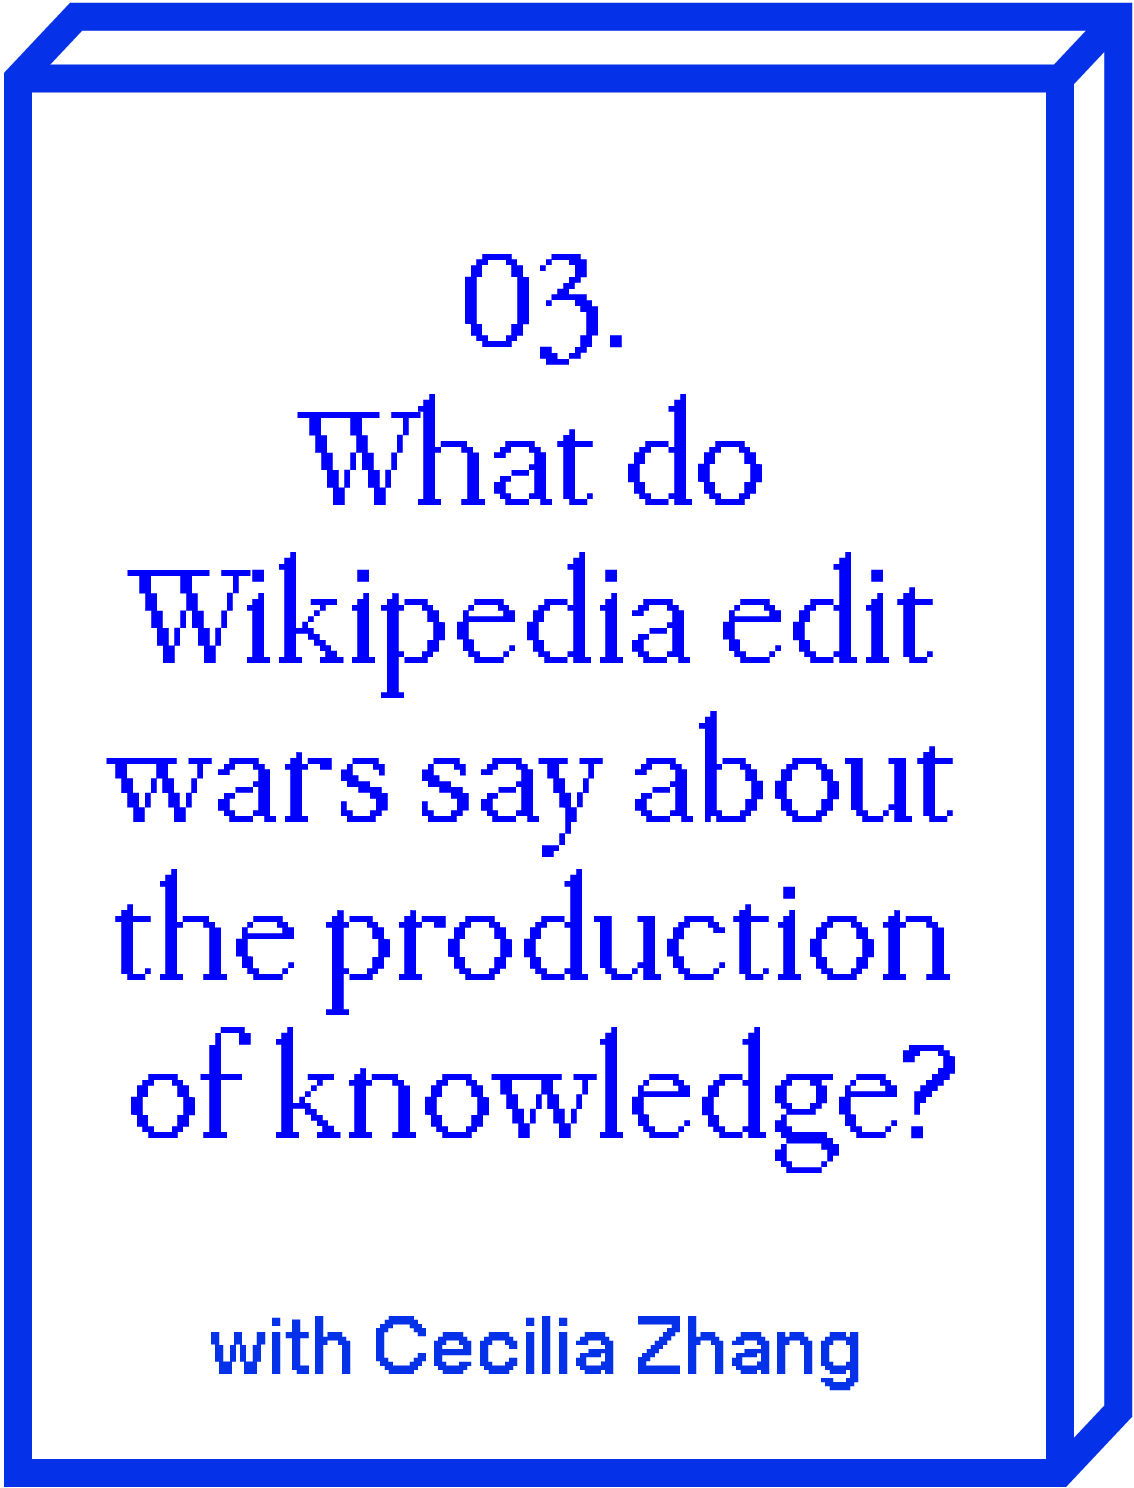 03.
What do
Wikipedia edit
wars say about
the production
of knowledge?
with Cecilia Zhang